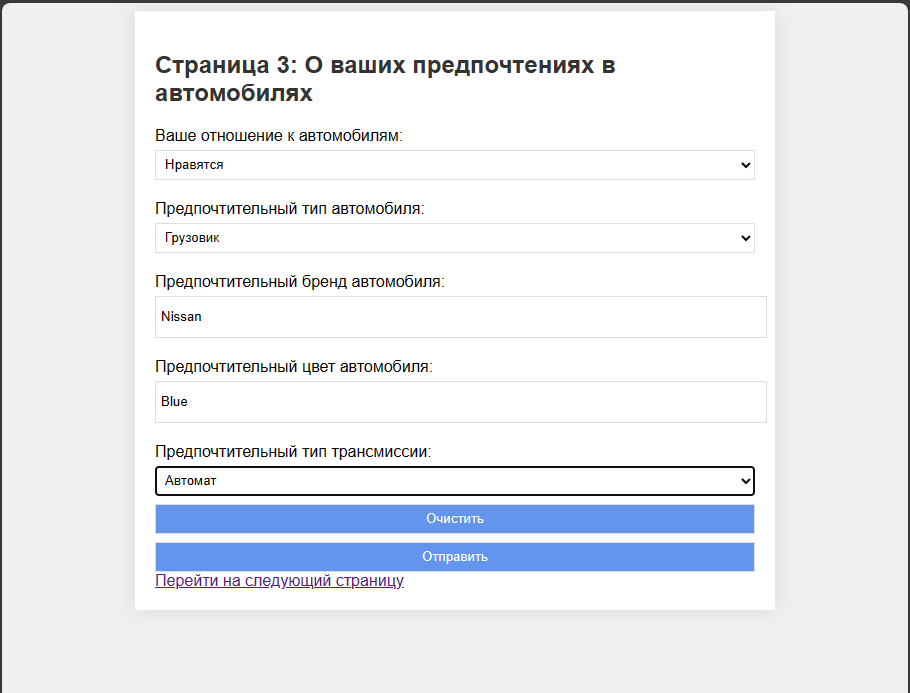 Страница 3: О ваших предпочтениях в
автомобилях
Ваше отношение к автомобилям:
Нравятся
Предпочтительный тип автомобиля:
Грузовик
Предпочтительный бренд автомобиля:
Nissan
Предпочтительный цвет автомобиля:
Blue
Предпочтительный тип трансмиссии:
Автомат
Очистить
Отправить
Перейти на следующий страницу